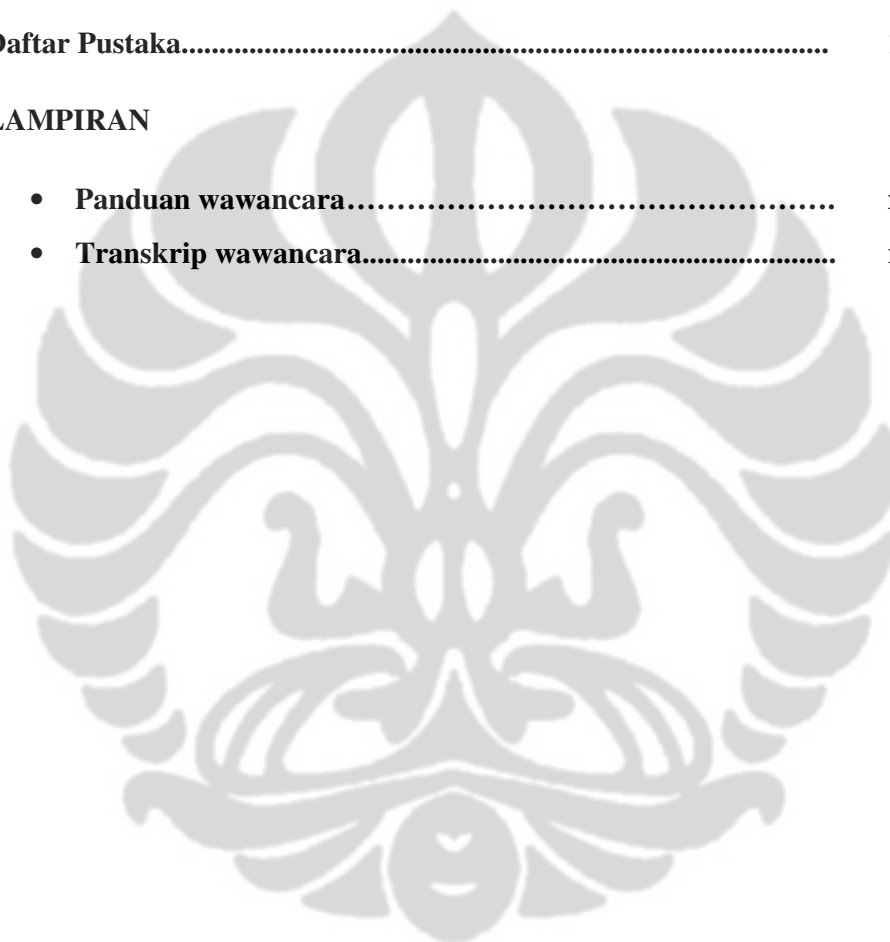 Daftar Pustaka......................................................................................
LAMPIRAN
• Panduan wawancara………………………………………….
• Transkrip wawancara...............................................................